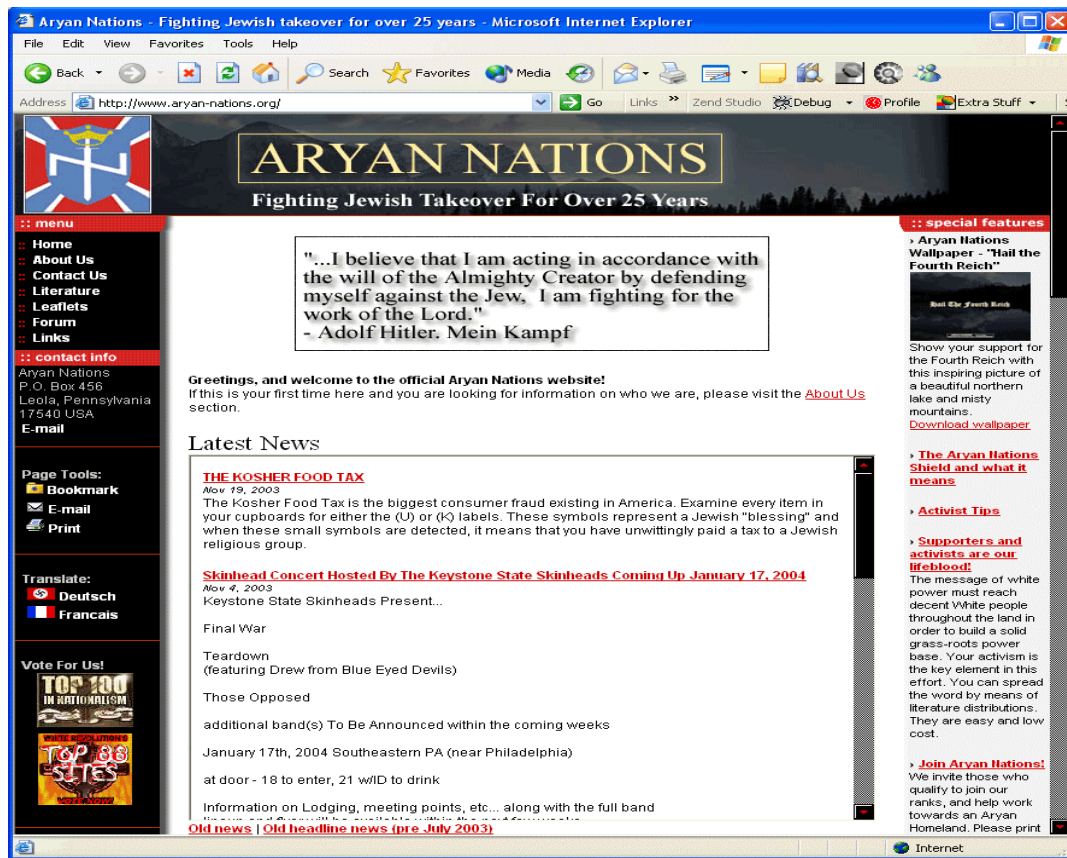 Aryan Nations - Fighting Jewish takeover for over 25 years - Microsoft Internet Explorer
File Edit View Favorites Tools Help
Back Search Favorites Media
Address http://www.aryan-nations.org/ Go Links » Zend Studio Debug Profile Extra Stuff
ARYAN NATIONS
Fighting Jewish Takeover For Over 25 Years
:: menu
:: Home
:: About Us
:: Contact Us
:: Literature
:: Leaflets
:: Forum
:: Links
:: contact info
Aryan Nations
P.O. Box 456
Leola, Pennsylvania
17540 USA
E-mail
Page Tools:
Bookmark
E-mail
Print
Translate:
Deutsch
Francais
Vote For Us!
TOP 100
IN NATIONALISM
WHITE REVOLUTION'S
TOP 88
SITES
VOTE NOW!
"...I believe that I am acting in accordance with
the will of the Almighty Creator by defending
myself against the Jew, I am fighting for the
work of the Lord."
- Adolf Hitler. Mein Kampf
Greetings, and welcome to the official Aryan Nations website!
If this is your first time here and you are looking for information on who we are, please visit the About Us
section.
Latest News
THE KOSHER FOOD TAX
Nov 19, 2003
The Kosher Food Tax is the biggest consumer fraud existing in America. Examine every item in
your cupboards for either the (U) or (K) labels. These symbols represent a Jewish "blessing" and
when these small symbols are detected, it means that you have unwittingly paid a tax to a Jewish
religious group.
Skinhead Concert Hosted By The Keystone State Skinheads Coming Up January 17, 2004
Nov 4, 2003
Keystone State Skinheads Present...
Final War
Teardown
(featuring Drew from Blue Eyed Devils)
Those Opposed
additional band(s) To Be Announced within the coming weeks
January 17th, 2004 Southeastern PA (near Philadelphia)
at door - 18 to enter, 21 w/ID to drink
Information on Lodging, meeting points, etc... along with the full band
Old news | Old headline news (pre July 2003)
:: special features
› Aryan Nations
Wallpaper - "Hail the
Fourth Reich"
Hail The Fourth Reich
Show your support for
the Fourth Reich with
this inspiring picture of
a beautiful northern
lake and misty
mountains.
Download wallpaper
› The Aryan Nations
Shield and what it
means
› Activist Tips
› Supporters and
activists are our
lifeblood!
The message of white
power must reach
decent White people
throughout the land in
order to build a solid
grass-roots power
base. Your activism is
the key element in this
effort. You can spread
the word by means of
literature distributions.
They are easy and low
cost.
› Join Aryan Nations!
We invite those who
qualify to join our
ranks, and help work
towards an Aryan
Homeland. Please print
Internet